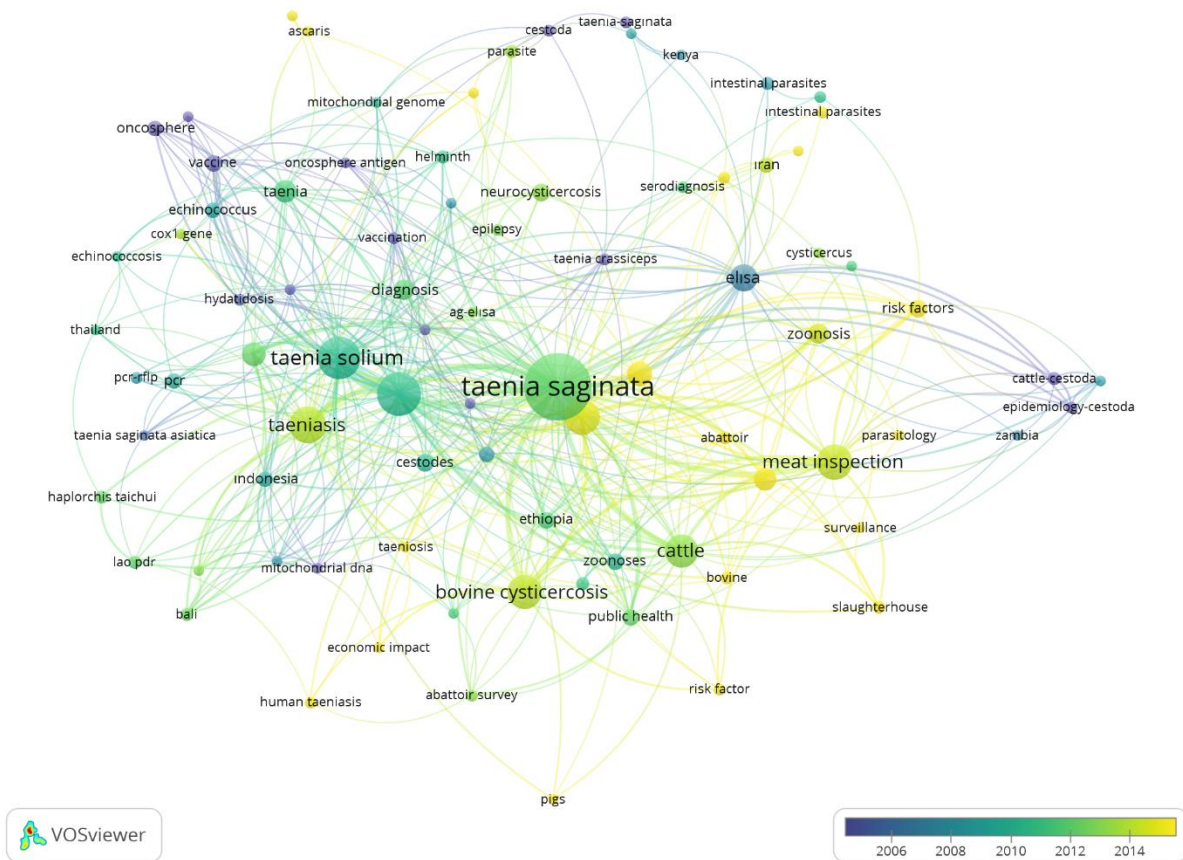 ascaris
cestoda
taenia-saginata
parasite
kenya
intestinal parasites
mitochondrial genome
intestinal parasites
oncosphere
vaccine
oncosphere antigen
helminth
iran
taenia
neurocysticercosis
serodiagnosis
echinococcus
cox1 gene
epilepsy
vaccination
echinococcosis
taenia crassiceps
cysticercus
elisa
diagnosis
hydatidosis
ag-elisa
risk factors
thailand
zoonosis
taenia solium
pcr-rflp
pcr
taenia saginata
cattle-cestoda
epidemiology-cestoda
taeniasis
taenia saginata asiatica
abattoir
parasitology
zambia
cestodes
meat inspection
indonesia
haplorchis taichui
ethiopia
surveillance
taeniosis
cattle
lao pdr
mitochondrial dna
zoonoses
bovine
bovine cysticercosis
slaughterhouse
bali
public health
economic impact
abattoir survey
risk factor
human taeniasis
pigs
VOSviewer
2006 2008 2010 2012 2014